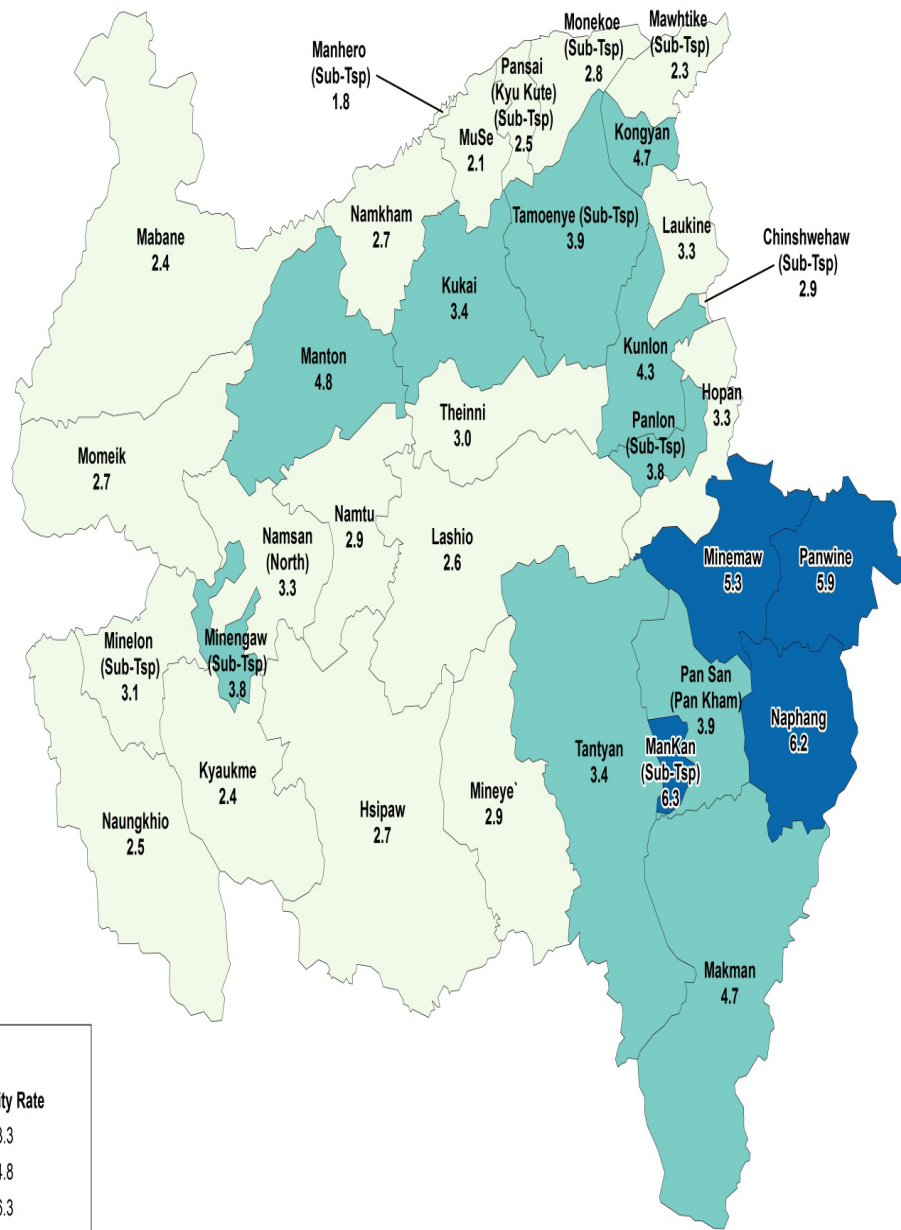 Monekoe
(Sub-Tsp)
2.8
Mawhtike
(Sub-Tsp)
2.3
Manhero
(Sub-Tsp)
1.8
Pansai
(Kyu Kute)
(Sub-Tsp)
2.5
MuSe
2.1
Kongyan
4.7
Namkham
2.7
Tamoenye (Sub-Tsp)
3.9
Laukine
3.3
Chinshwehaw
(Sub-Tsp)
2.9
Mabane
2.4
Kukai
3.4
Manton
4.8
Kunlon
4.3
Hopan
3.3
Theinni
3.0
Panlon
(Sub-Tsp)
3.8
Momeik
2.7
Namtu
2.9
Namsan
(North)
3.3
Lashio
2.6
Minemaw
5.3
Panwine
5.9
Minelon
(Sub-Tsp)
3.1
Minengaw
(Sub-Tsp)
3.8
Pan San
(Pan Kham)
3.9
Naphang
6.2
ManKan
(Sub-Tsp)
6.3
Tantyan
3.4
Kyaukme
2.4
Hsipaw
2.7
Mineye`
2.9
Naungkhio
2.5
Makman
4.7
ity Rate
3.3
4.8
6.3